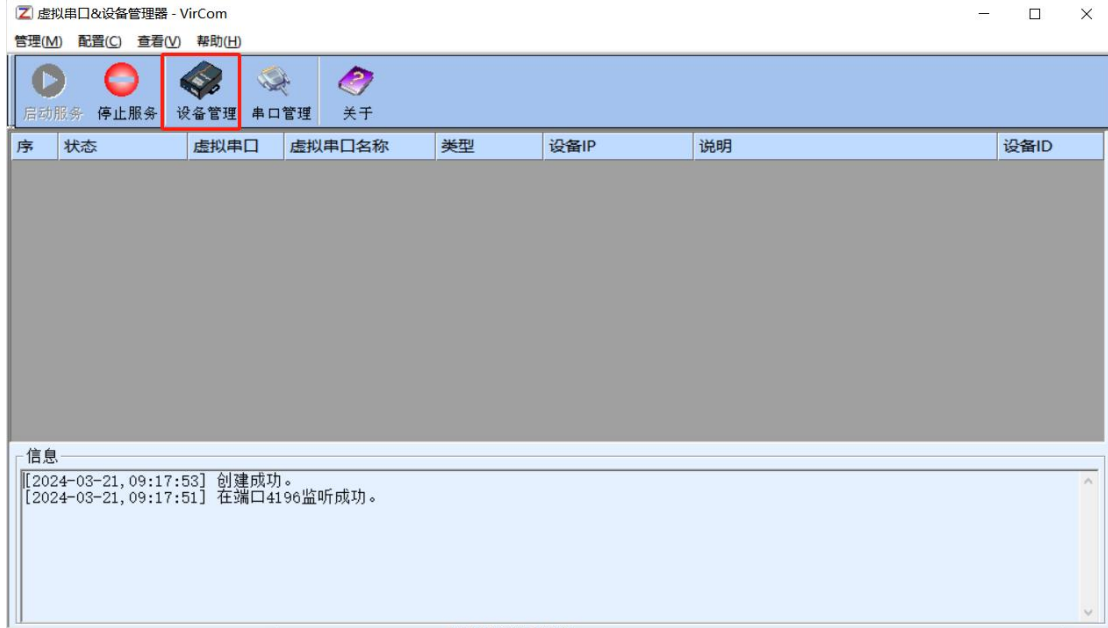 虚拟串口&设备管理器 - VirCom
管理(M) 配置(C) 查看(V) 帮助(H)
启动服务 停止服务 设备管理 串口管理 关于
序 状态 虚拟串口 虚拟串口名称 类型 设备IP 说明 设备ID
信息
[2024-03-21,09:17:53] 创建成功。
[2024-03-21,09:17:51] 在端口4196监听成功。